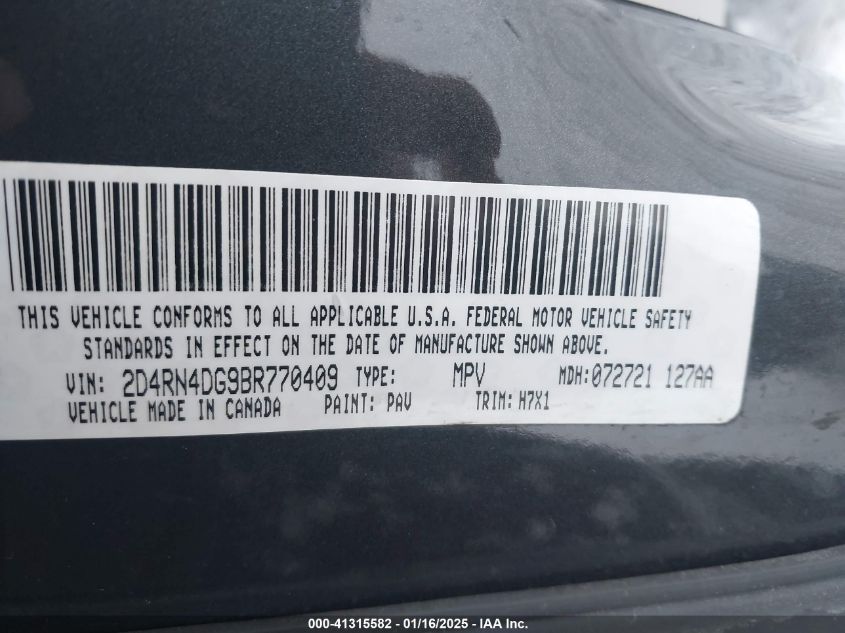 THIS VEHICLE CONFORMS TO ALL APPLICABLE U.S.A. FEDERAL MOTOR VEHICLE SAFETY
STANDARDS IN EFFECT ON THE DATE OF MANUFACTURE SHOWN ABOVE.
VIN: 2D4RN4DG9BR770409 TYPE: MPV MDH:072721 127AA
VEHICLE MADE IN CANADA PAINT: PAV TRIM: H7X1
000-41315582 - 01/16/2025 - IAA Inc.